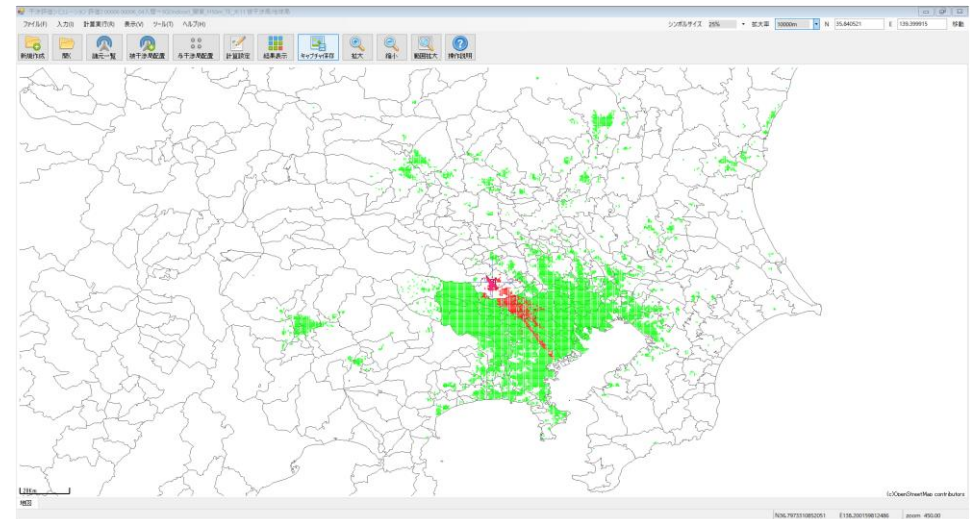 ファイル(F) 入力(I) 計算実行(R) 表示(V) ツール(T) ヘルプ(H)
シンボルサイズ 25% 拡大率 10000m N 35.840521 E 139.399915 移動
新規作成 開く 諸元一覧 被干渉局配置 与干渉局配置 計算設定 結果表示 キャプチャ保存 拡大 縮小 範囲拡大 操作説明
(c)OpenStreetMap contributors
地図
zoom 450.00